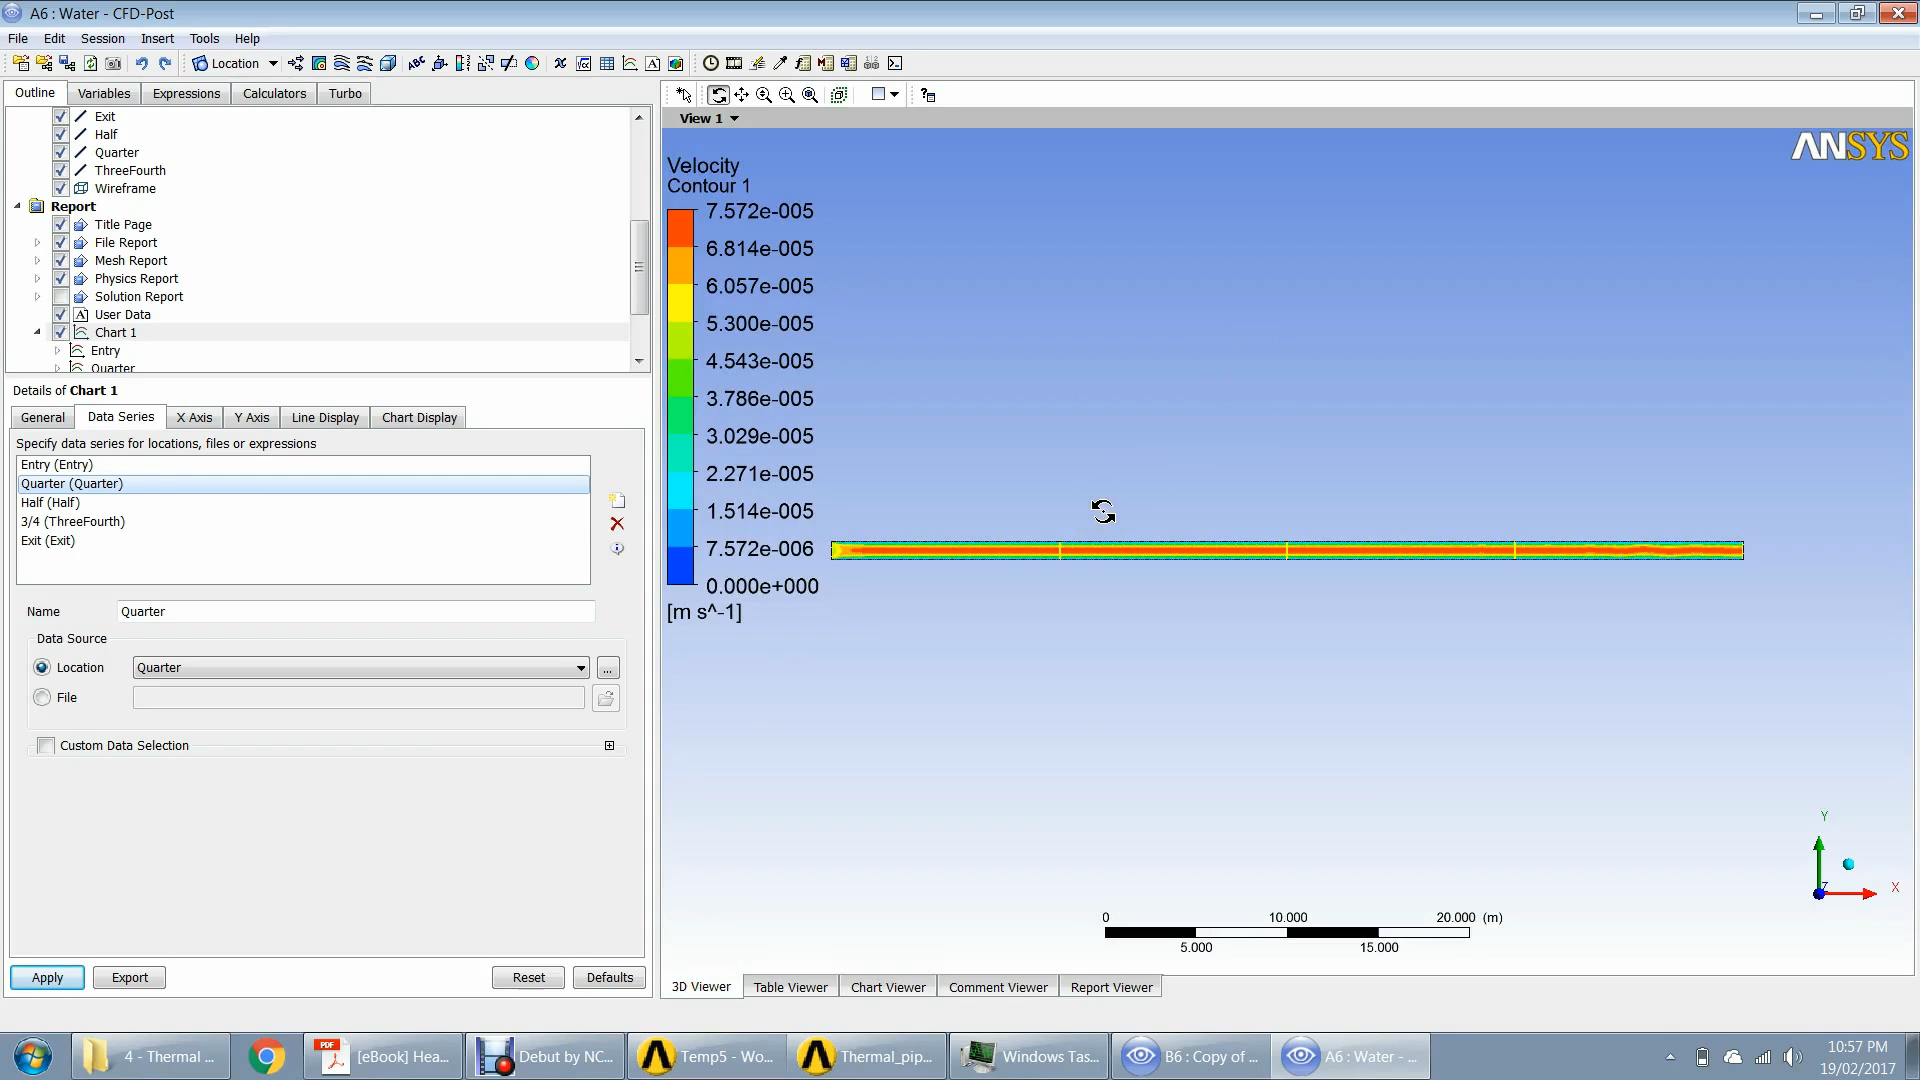 A6 : Water - CFD-Post
File Edit Session Insert Tools Help
Location
Outline Variables Expressions Calculators Turbo
Exit
Half
Quarter
ThreeFourth
Wireframe
Report
Title Page
File Report
Mesh Report
Physics Report
Solution Report
User Data
Chart 1
Entry
Quarter
Details of Chart 1
General Data Series X Axis Y Axis Line Display Chart Display
Specify data series for locations, files or expressions
Entry (Entry)
Quarter (Quarter)
Half (Half)
3/4 (ThreeFourth)
Exit (Exit)
Name Quarter
Data Source
Location Quarter ...
File
Custom Data Selection
Apply Export Reset Defaults
View 1
ANSYS
Velocity
Contour 1
7.572e-005
6.814e-005
6.057e-005
5.300e-005
4.543e-005
3.786e-005
3.029e-005
2.271e-005
1.514e-005
7.572e-006
0.000e+000
[m s^-1]
Y
Z
X
0 10.000 20.000 (m)
5.000 15.000
3D Viewer Table Viewer Chart Viewer Comment Viewer Report Viewer
4 - Thermal ...
PDF
[eBook] Hea...
Debut by NC...
Temp5 - Wo...
Thermal_pip...
Windows Tas...
B6 : Copy of ...
A6 : Water - ...
10:57 PM
19/02/2017